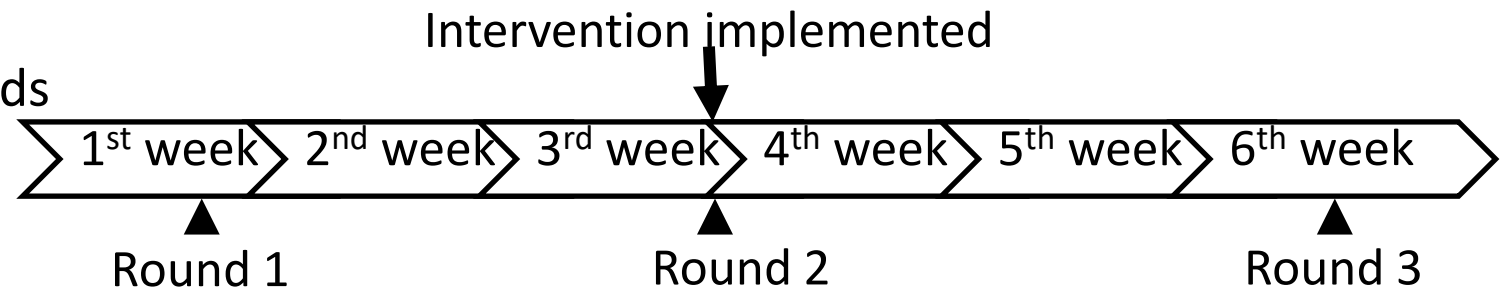 Intervention implemented
ds
1st week 2nd week 3rd week 4th week 5th week 6th week
Round 1 Round 2 Round 3